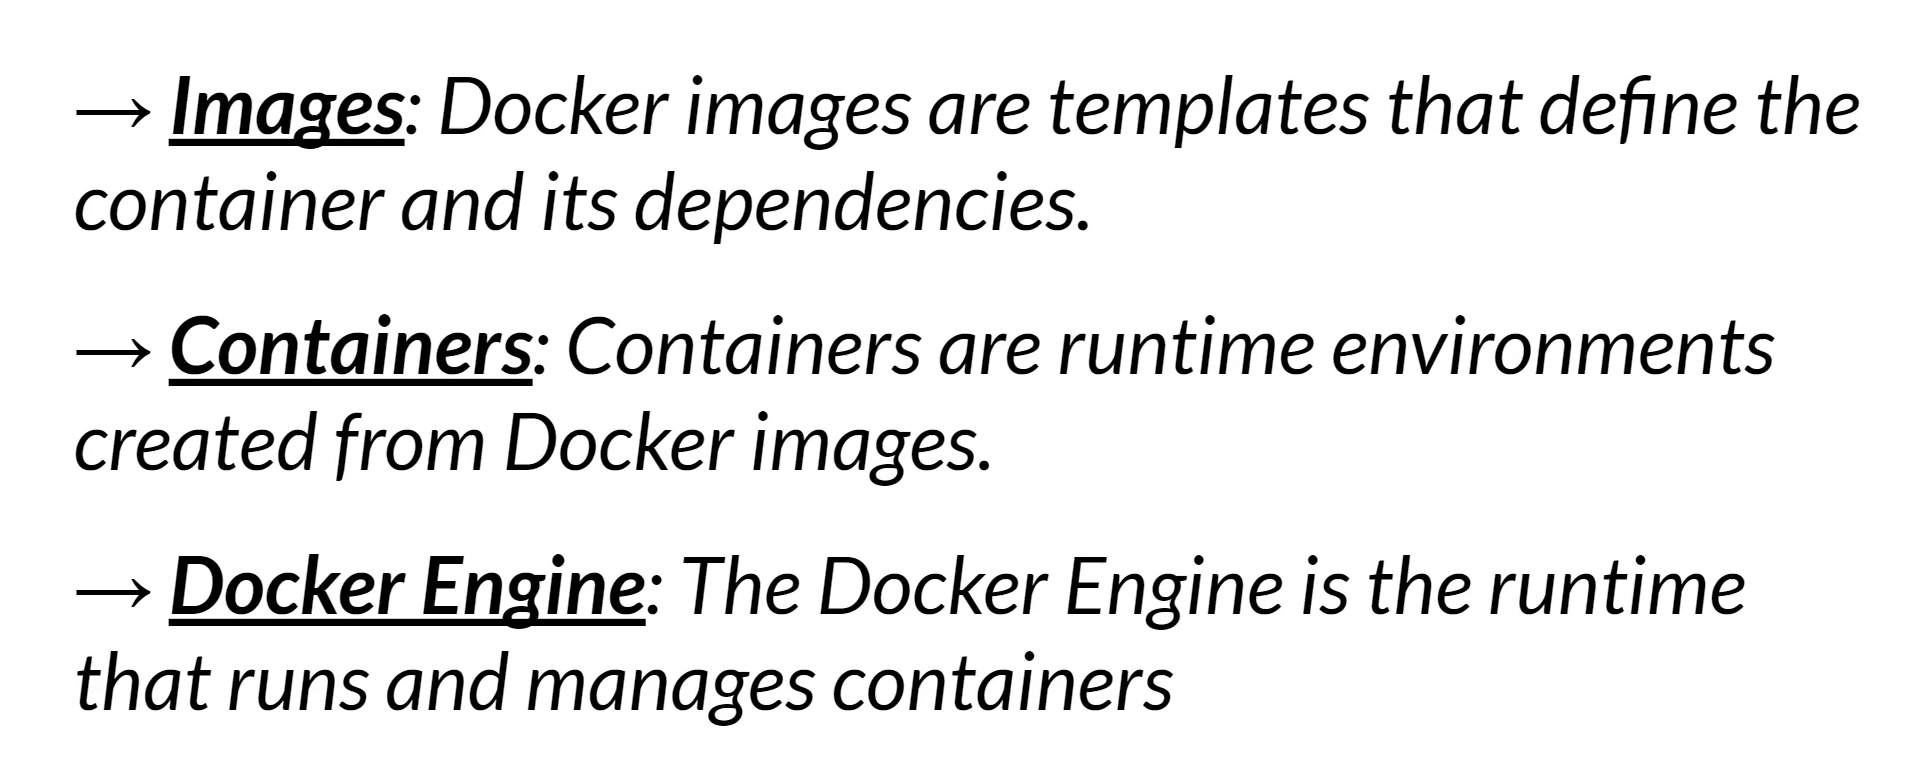 → Images: Docker images are templates that define the
container and its dependencies.
→ Containers: Containers are runtime environments
created from Docker images.
→ Docker Engine: The Docker Engine is the runtime
that runs and manages containers